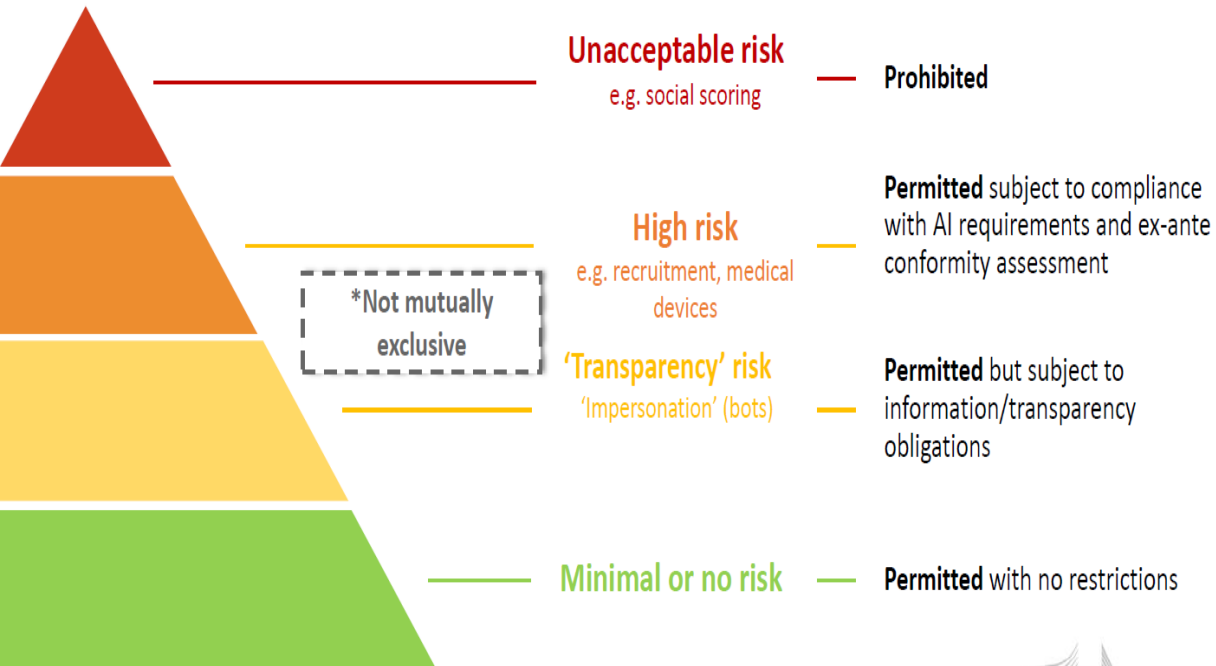 Unacceptable risk
e.g. social scoring
Prohibited
High risk
e.g. recruitment, medical
devices
Permitted subject to compliance
with AI requirements and ex-ante
conformity assessment
*Not mutually
exclusive
‘Transparency’ risk
‘Impersonation’ (bots)
Permitted but subject to
information/transparency
obligations
Minimal or no risk
Permitted with no restrictions